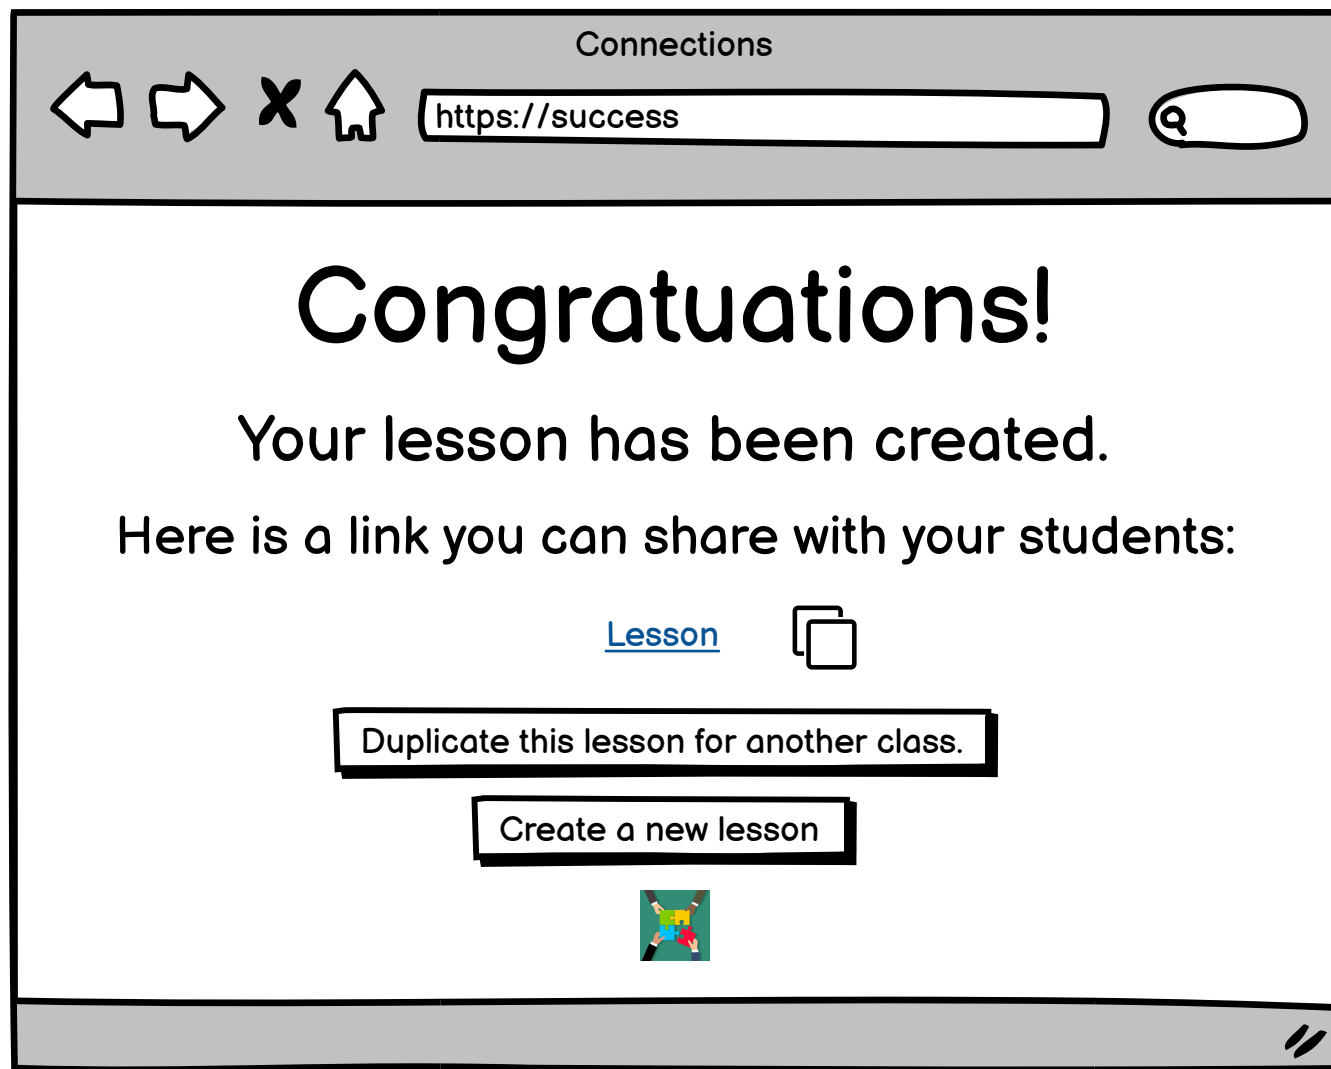 Connections
https://success
Congratuations!
Your lesson has been created.
Here is a link you can share with your students:
Lesson
Duplicate this lesson for another class.
Create a new lesson